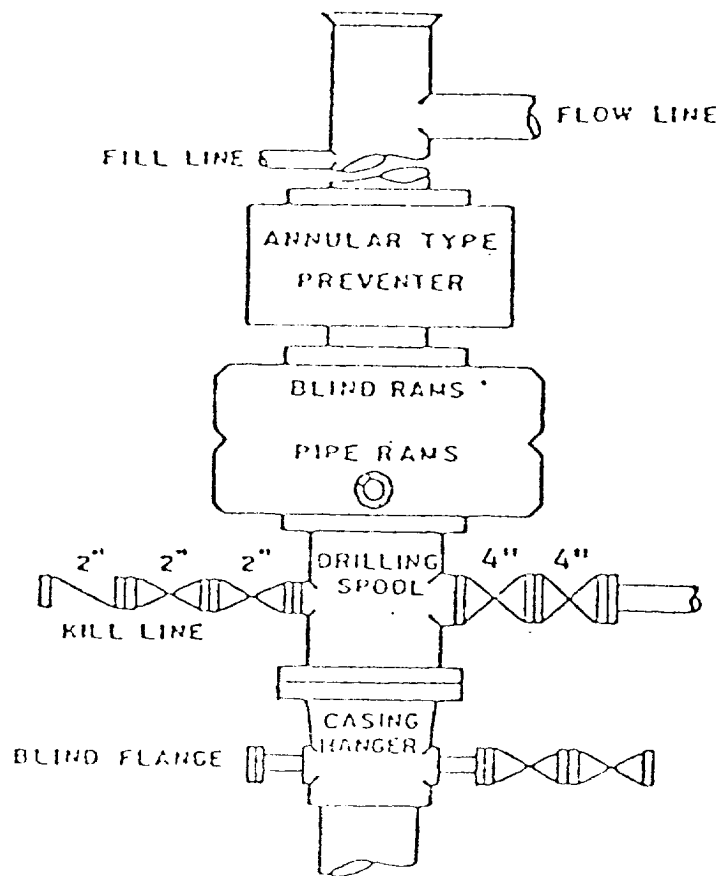 FLOW LINE
FILL LINE
ANNULAR TYPE
PREVENTER
BLIND RAMS
PIPE RAMS
2" 2" 2"
DRILLING
SPOOL
4" 4"
KILL LINE
CASING
HANGER
BLIND FLANGE